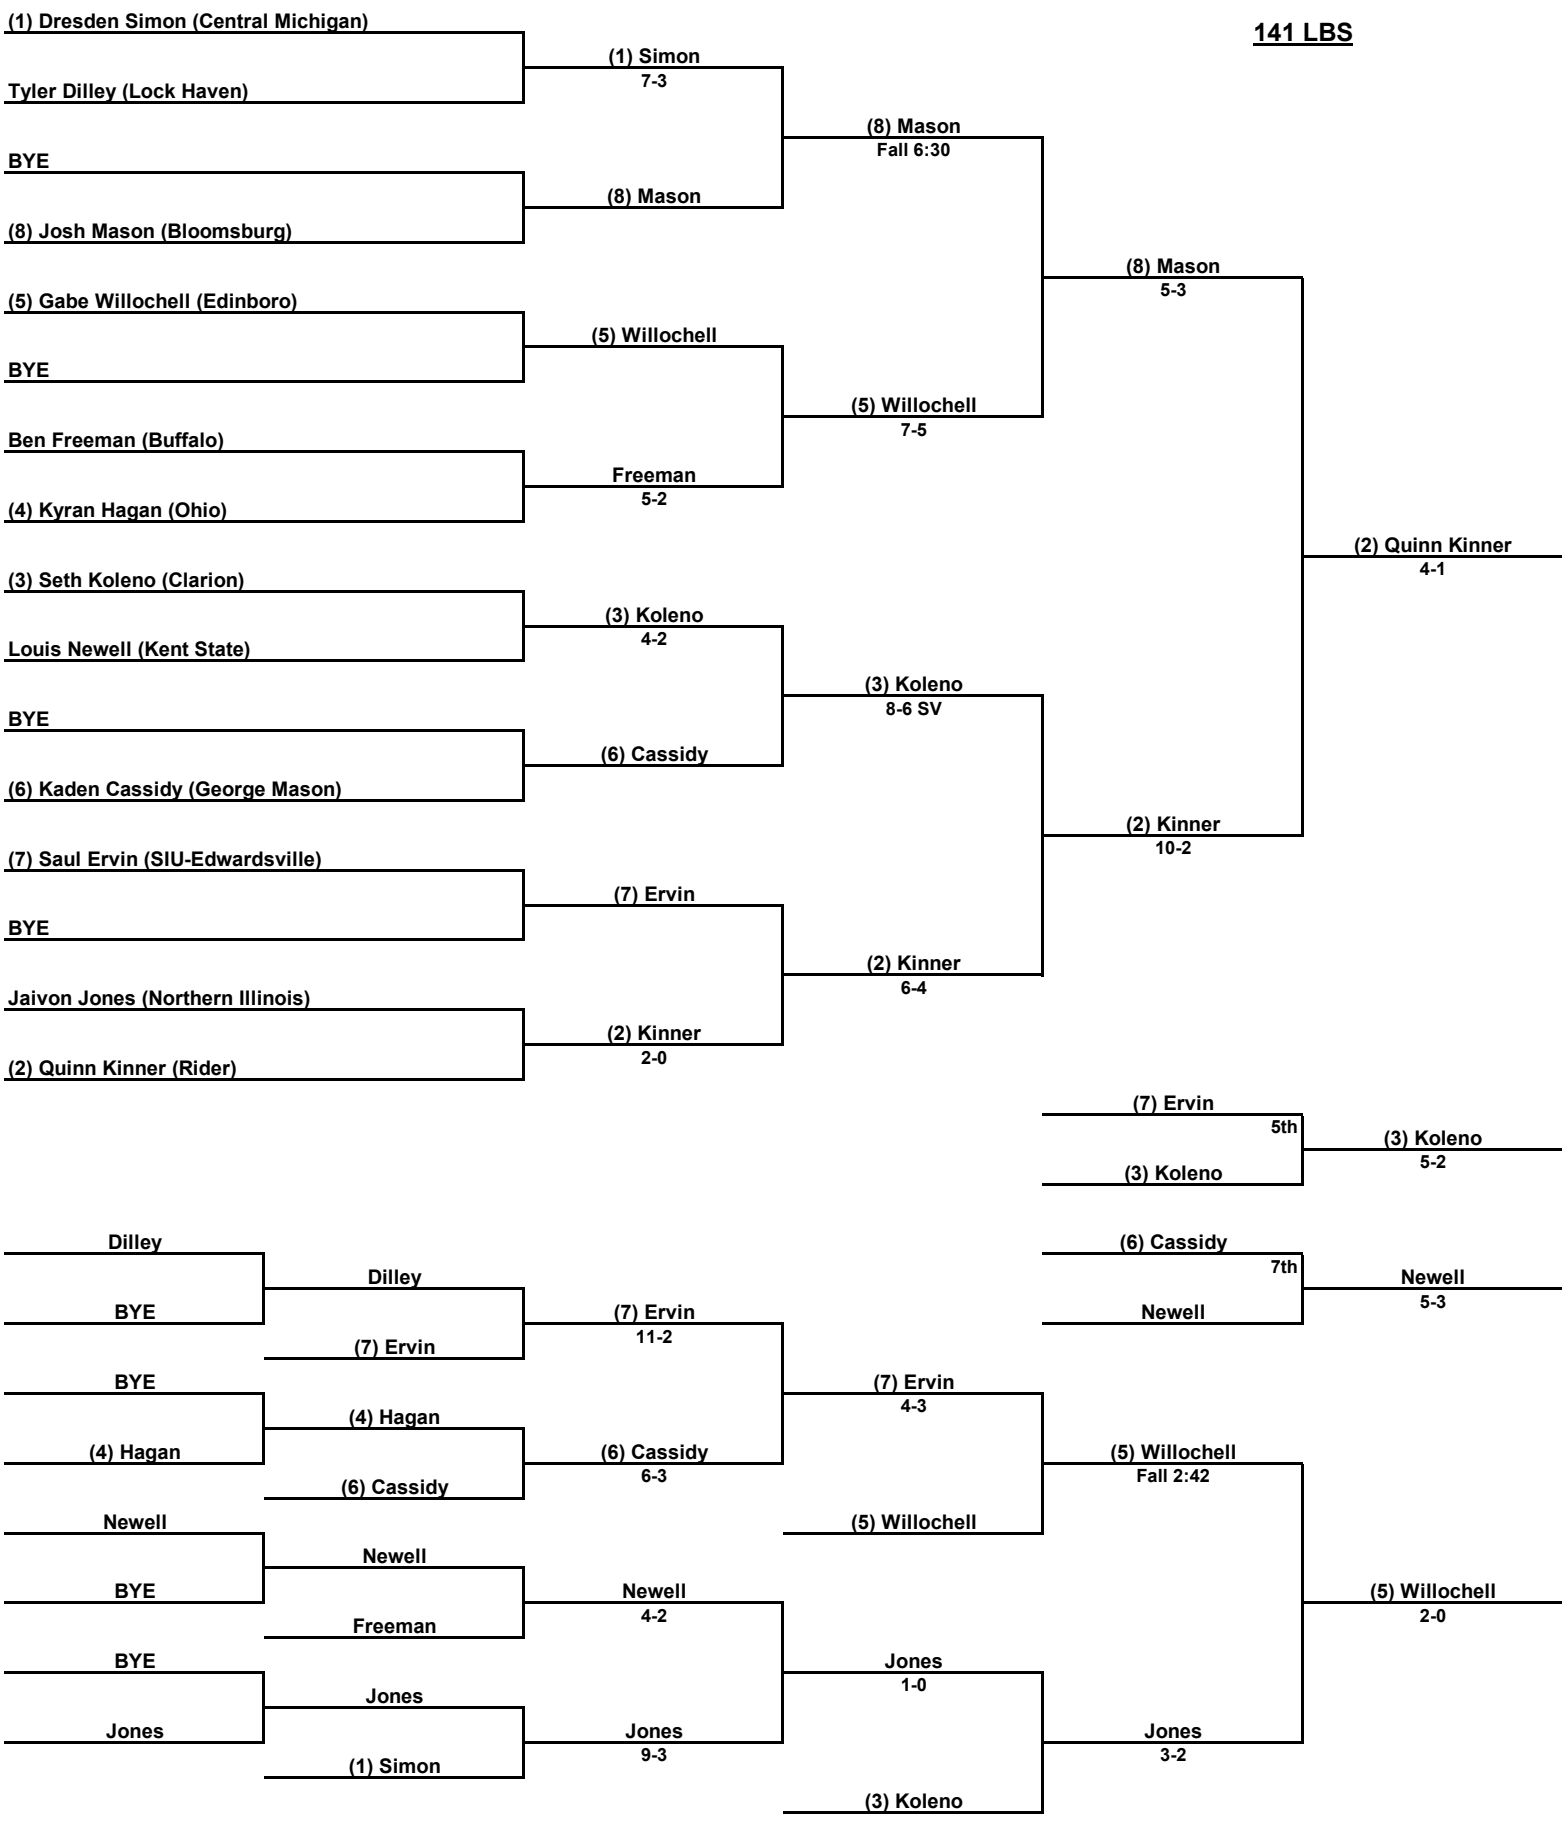 141 LBS
(1) Dresden Simon (Central Michigan)
(1) Simon
7-3
Tyler Dilley (Lock Haven)
(8) Mason
Fall 6:30
BYE
(8) Mason
(8) Josh Mason (Bloomsburg)
(8) Mason
5-3
(5) Gabe Willochell (Edinboro)
(5) Willochell
BYE
(5) Willochell
7-5
Ben Freeman (Buffalo)
Freeman
5-2
(4) Kyran Hagan (Ohio)
(2) Quinn Kinner
4-1
(3) Seth Koleno (Clarion)
(3) Koleno
4-2
Louis Newell (Kent State)
(3) Koleno
8-6 SV
BYE
(6) Cassidy
(6) Kaden Cassidy (George Mason)
(2) Kinner
10-2
(7) Saul Ervin (SIU-Edwardsville)
(7) Ervin
BYE
(2) Kinner
6-4
Jaivon Jones (Northern Illinois)
(2) Kinner
2-0
(2) Quinn Kinner (Rider)
(7) Ervin
5th
(3) Koleno
5-2
(3) Koleno
(6) Cassidy
7th
Newell
5-3
Newell
Dilley
Dilley
BYE
(7) Ervin
11-2
(7) Ervin
BYE
(7) Ervin
4-3
(4) Hagan
(4) Hagan
(6) Cassidy
6-3
(5) Willochell
Fall 2:42
(6) Cassidy
Newell
(5) Willochell
Newell
BYE
Newell
4-2
(5) Willochell
2-0
Freeman
BYE
Jones
1-0
Jones
Jones
Jones
9-3
Jones
3-2
(1) Simon
(3) Koleno